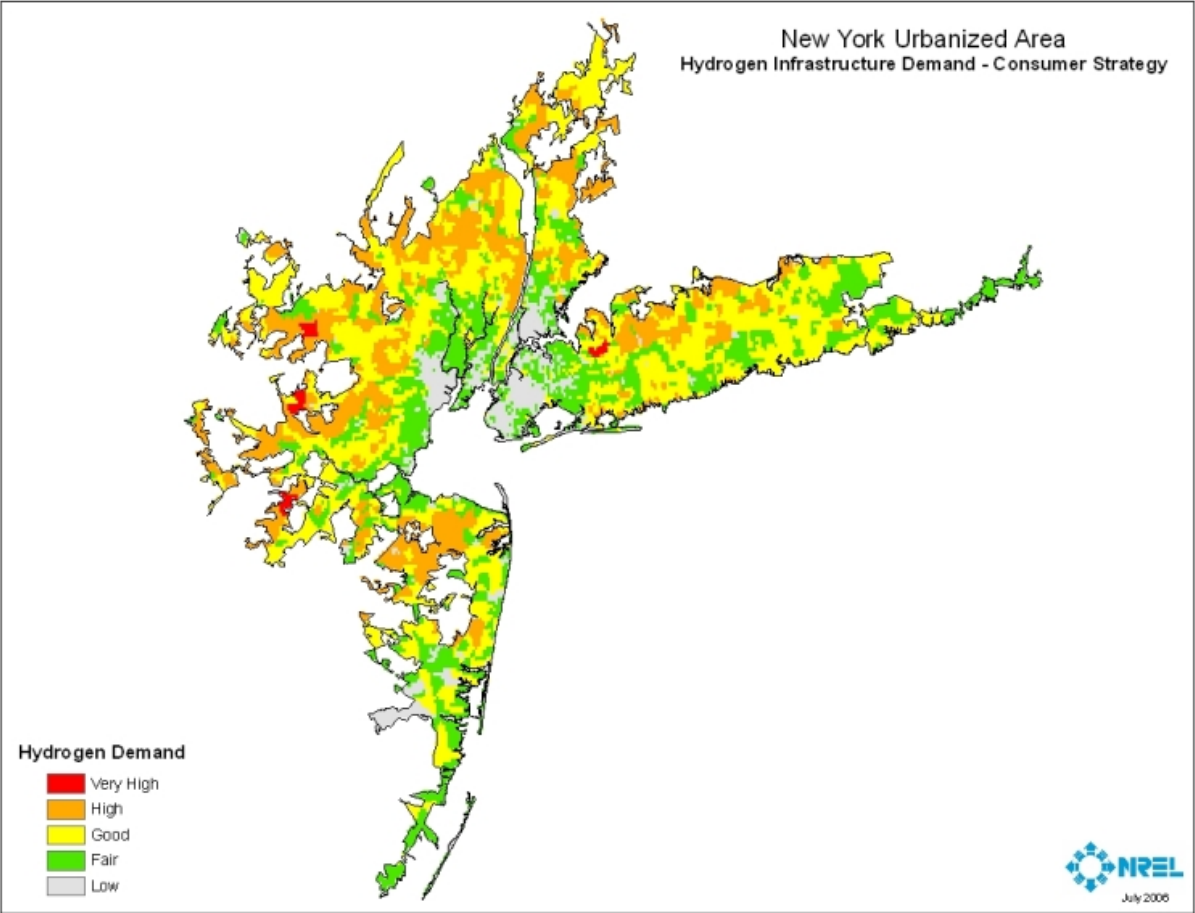 New York Urbanized Area
Hydrogen Infrastructure Demand - Consumer Strategy
Hydrogen Demand
Very High
High
Good
Fair
Low
NREL
July 2006